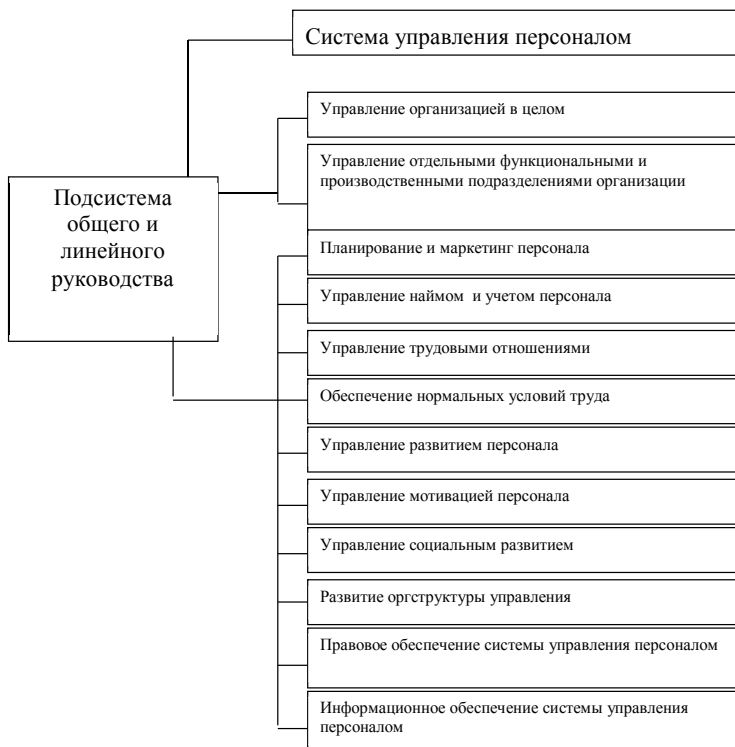 Система управления персоналом
Управление организацией в целом
Управление отдельными функциональными и
производственными подразделениями организации
Подсистема
общего и
линейного
руководства
Планирование и маркетинг персонала
Управление наймом и учетом персонала
Управление трудовыми отношениями
Обеспечение нормальных условий труда
Управление развитием персонала
Управление мотивацией персонала
Управление социальным развитием
Развитие оргструктуры управления
Правовое обеспечение системы управления персоналом
Информационное обеспечение системы управления
персоналом